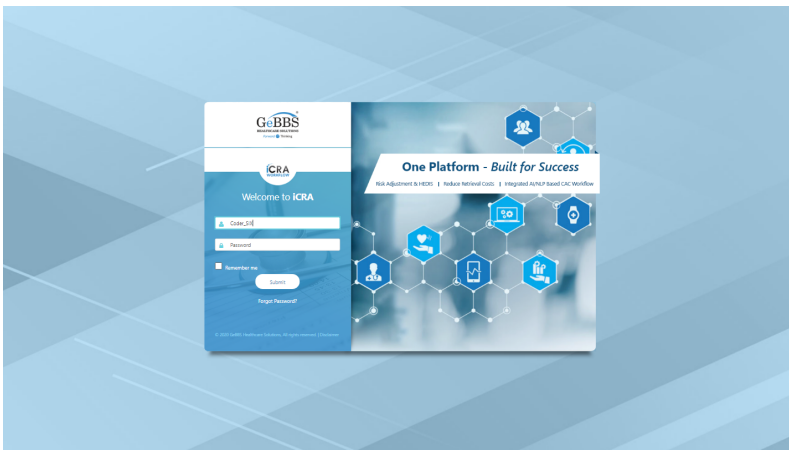 GeBBS
HEALTHCARE SOLUTIONS
iCRA
WORKFLOW
Welcome to iCRA
Password
Remember me
Submit
Forgot Password?
One Platform - Built for Success
Risk Adjustment & HEDIS | Reduce Retrieval Costs | Integrated AI/NLP Based CAC Workflow